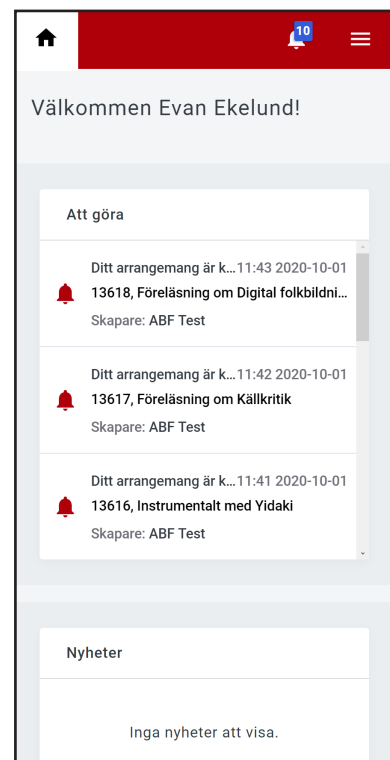 10
Välkommen Evan Ekelund!
Att göra
Ditt arrangemang är k...11:43 2020-10-01
13618, Föreläsning om Digital folkbildni...
Skapare: ABF Test
Ditt arrangemang är k...11:42 2020-10-01
13617, Föreläsning om Källkritik
Skapare: ABF Test
Ditt arrangemang är k...11:41 2020-10-01
13616, Instrumentalt med Yidaki
Skapare: ABF Test
Nyheter
Inga nyheter att visa.